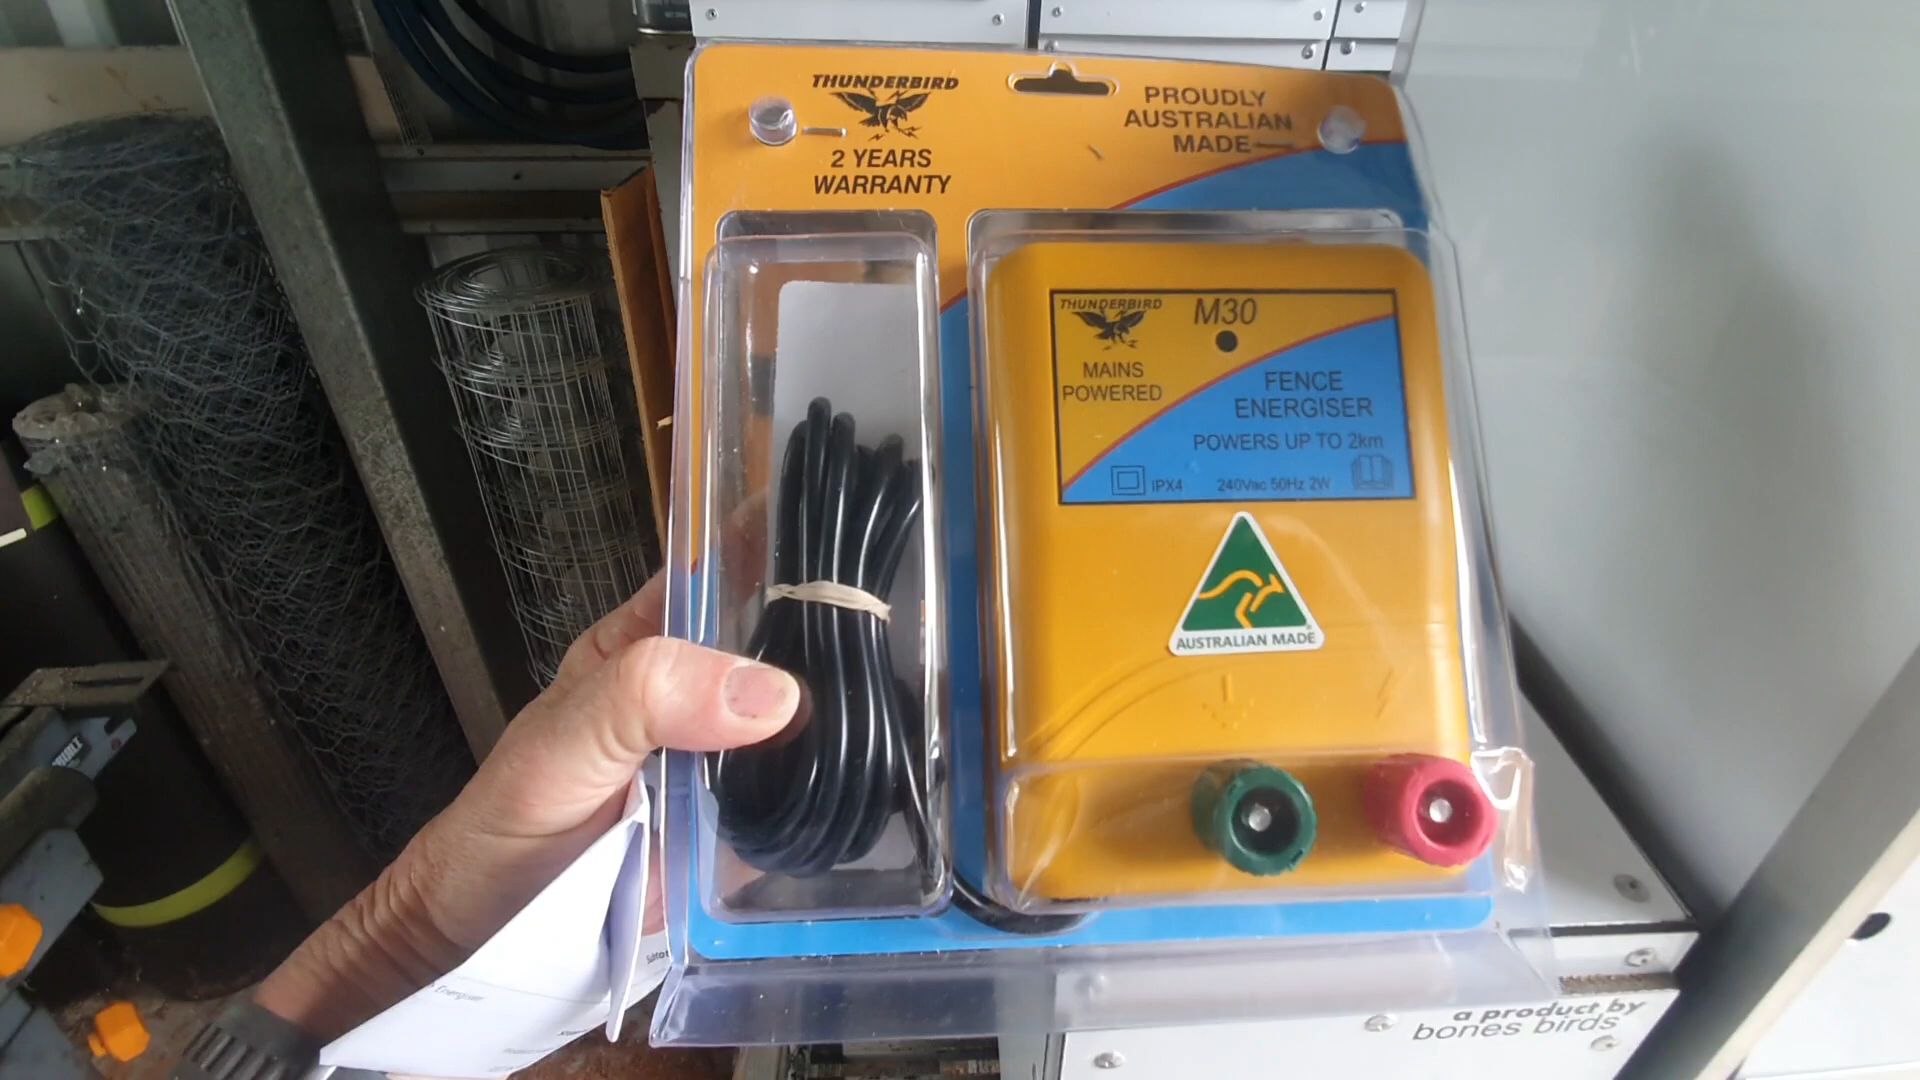 THUNDERBIRD
2 YEARS
WARRANTY
PROUDLY
AUSTRALIAN
MADE
THUNDERBIRD
M30
MAINS
POWERED
FENCE
ENERGISER
POWERS UP TO 2km
IPX4
240Vac 50Hz 2W
AUSTRALIAN MADE
Energiser
a product by
bones birds